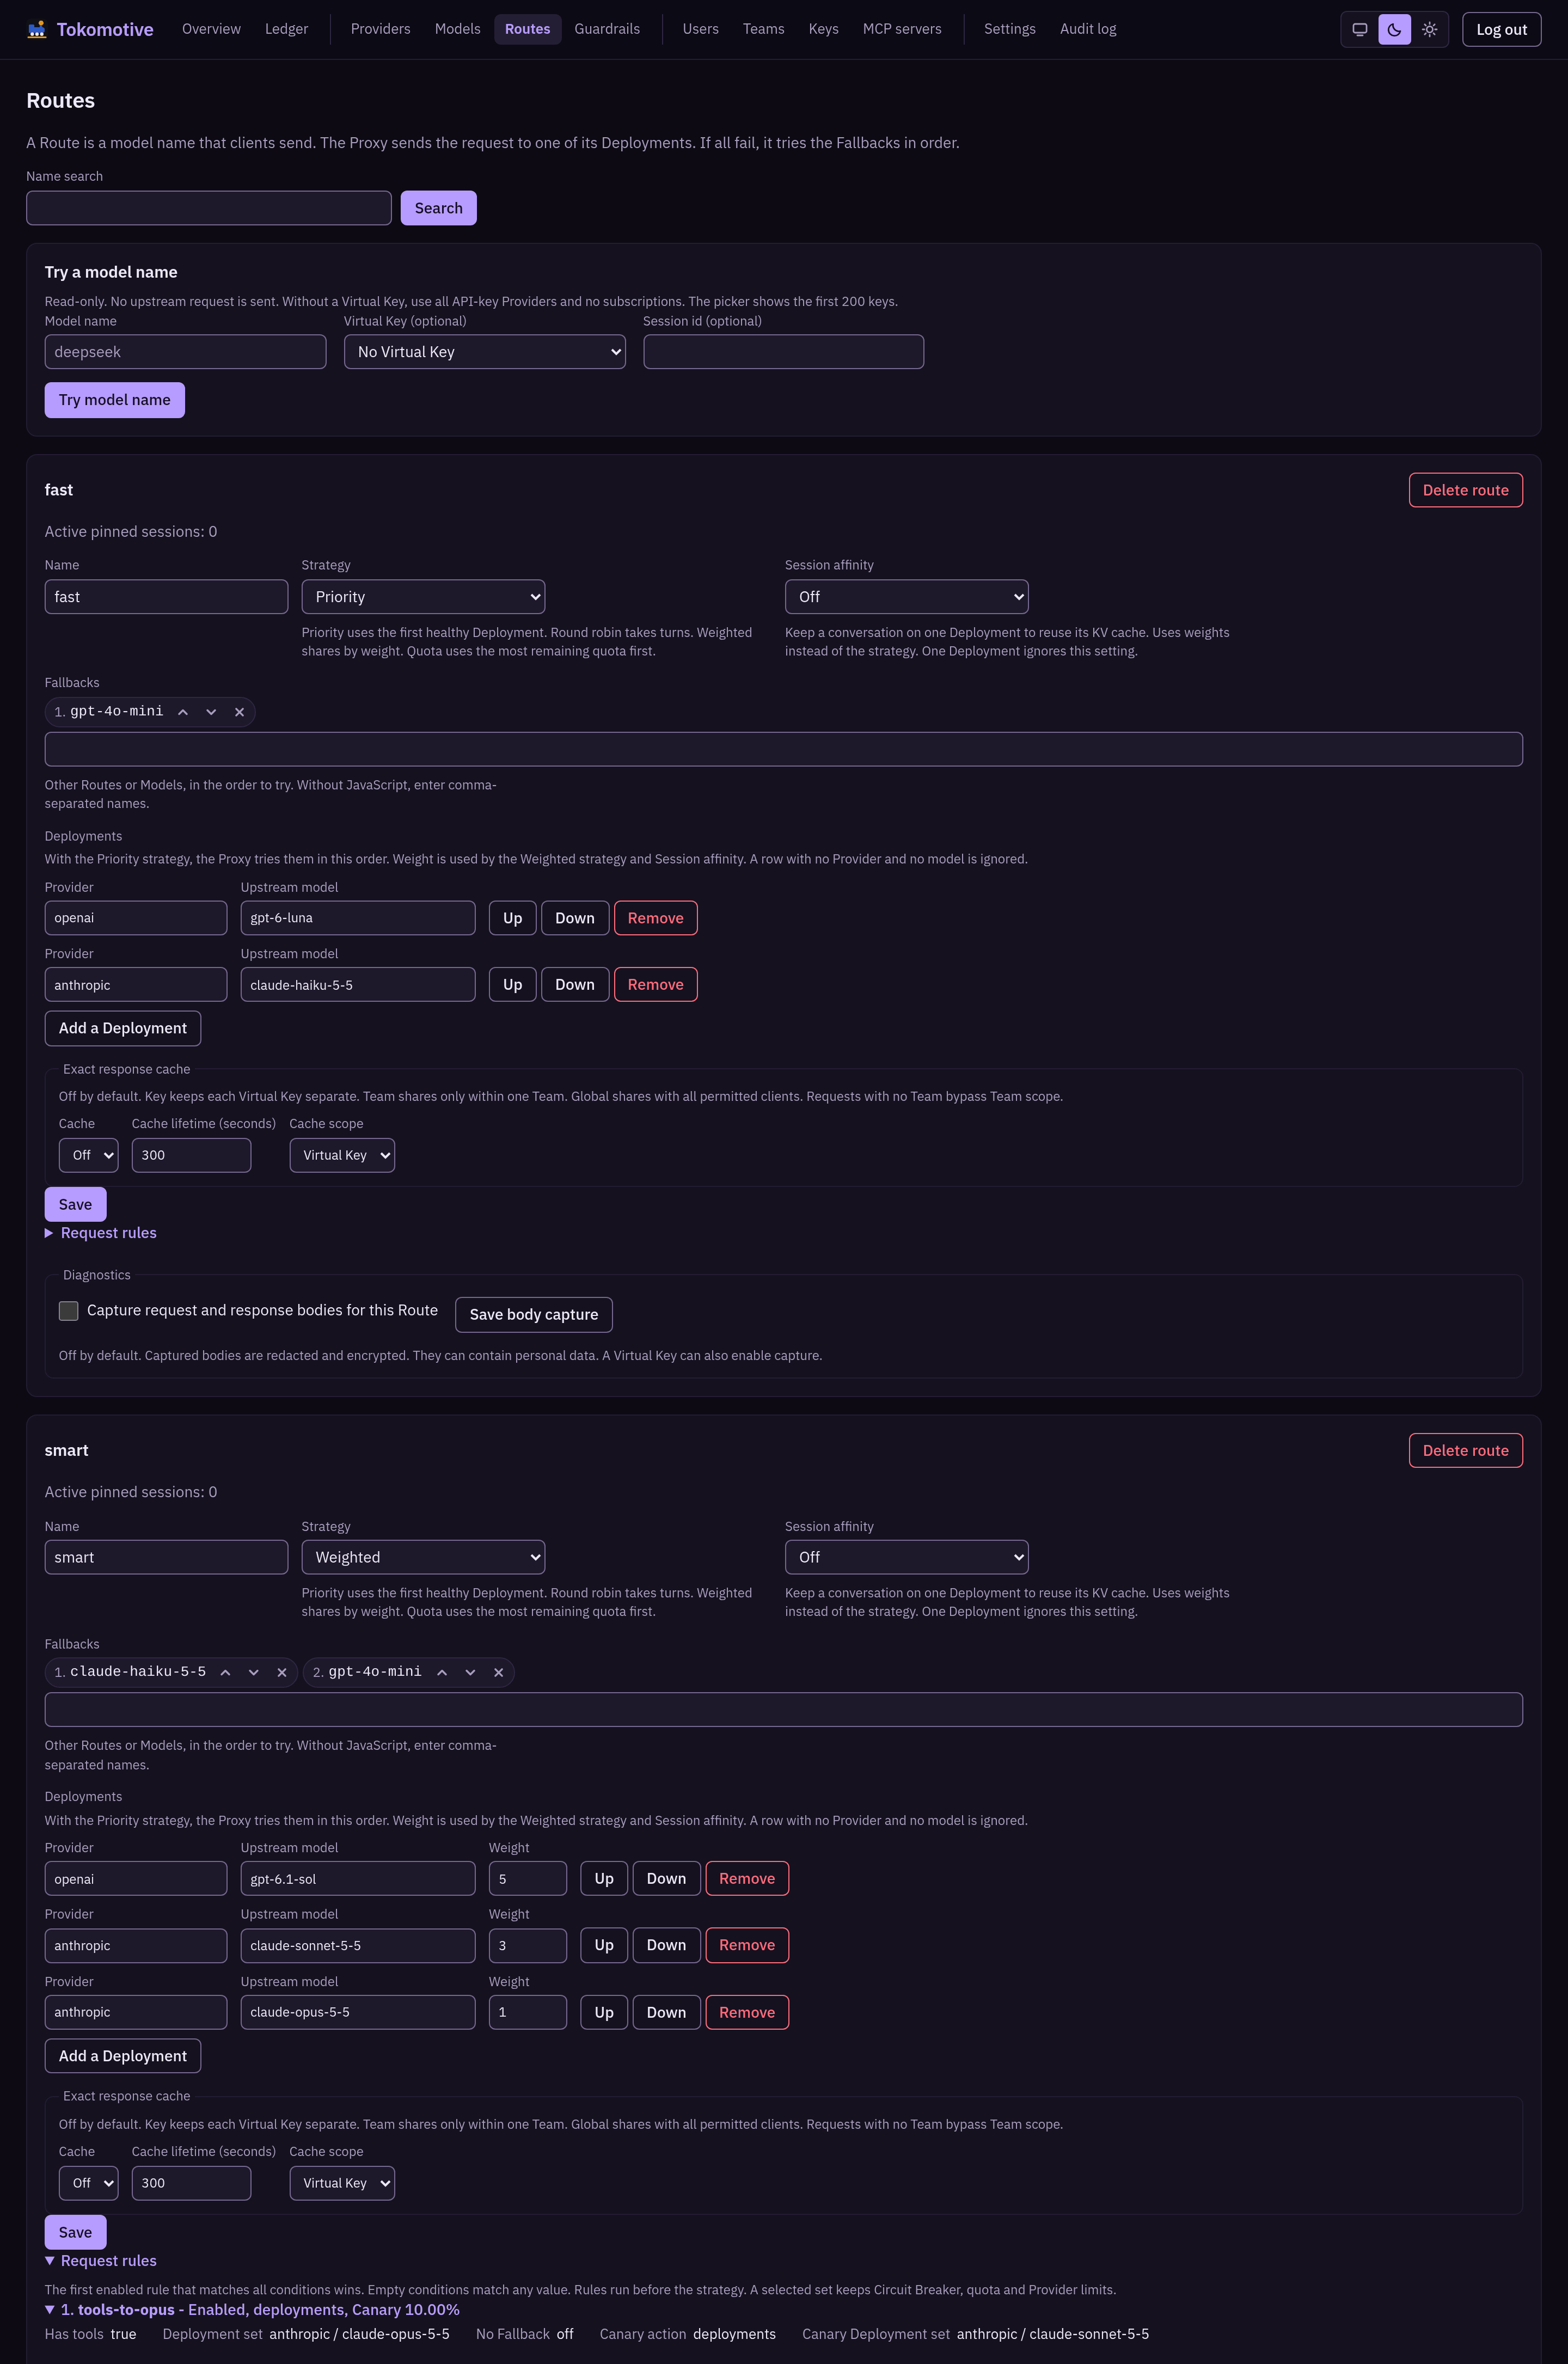 Tokomotive Overview Ledger Providers Models Routes Guardrails Users Teams Keys MCP servers Settings Audit log Log out
Routes
A Route is a model name that clients send. The Proxy sends the request to one of its Deployments. If all fail, it tries the Fallbacks in order.
Name search
Search
Try a model name
Read-only. No upstream request is sent. Without a Virtual Key, use all API-key Providers and no subscriptions. The picker shows the first 200 keys.
Model name Virtual Key (optional) Session id (optional)
deepseek No Virtual Key
Try model name
fast Delete route
Active pinned sessions: 0
Name Strategy Session affinity
fast Priority Off
Priority uses the first healthy Deployment. Round robin takes turns. Weighted Keep a conversation on one Deployment to reuse its KV cache. Uses weights
shares by weight. Quota uses the most remaining quota first. instead of the strategy. One Deployment ignores this setting.
Fallbacks
1. gpt-4o-mini
Other Routes or Models, in the order to try. Without JavaScript, enter comma-
separated names.
Deployments
With the Priority strategy, the Proxy tries them in this order. Weight is used by the Weighted strategy and Session affinity. A row with no Provider and no model is ignored.
Provider Upstream model
openai gpt-6-luna Up Down Remove
Provider Upstream model
anthropic claude-haiku-5-5 Up Down Remove
Add a Deployment
Exact response cache
Off by default. Key keeps each Virtual Key separate. Team shares only within one Team. Global shares with all permitted clients. Requests with no Team bypass Team scope.
Cache Cache lifetime (seconds) Cache scope
Off 300 Virtual Key
Save
Request rules
Diagnostics
Capture request and response bodies for this Route Save body capture
Off by default. Captured bodies are redacted and encrypted. They can contain personal data. A Virtual Key can also enable capture.
smart Delete route
Active pinned sessions: 0
Name Strategy Session affinity
smart Weighted Off
Priority uses the first healthy Deployment. Round robin takes turns. Weighted Keep a conversation on one Deployment to reuse its KV cache. Uses weights
shares by weight. Quota uses the most remaining quota first. instead of the strategy. One Deployment ignores this setting.
Fallbacks
1. claude-haiku-5-5 2. gpt-4o-mini
Other Routes or Models, in the order to try. Without JavaScript, enter comma-
separated names.
Deployments
With the Priority strategy, the Proxy tries them in this order. Weight is used by the Weighted strategy and Session affinity. A row with no Provider and no model is ignored.
Provider Upstream model Weight
openai gpt-6.1-sol 5 Up Down Remove
Provider Upstream model Weight
anthropic claude-sonnet-5-5 3 Up Down Remove
Provider Upstream model Weight
anthropic claude-opus-5-5 1 Up Down Remove
Add a Deployment
Exact response cache
Off by default. Key keeps each Virtual Key separate. Team shares only within one Team. Global shares with all permitted clients. Requests with no Team bypass Team scope.
Cache Cache lifetime (seconds) Cache scope
Off 300 Virtual Key
Save
Request rules
The first enabled rule that matches all conditions wins. Empty conditions match any value. Rules run before the strategy. A selected set keeps Circuit Breaker, quota and Provider limits.
1. tools-to-opus - Enabled, deployments, Canary 10.00%
Has tools true Deployment set anthropic / claude-opus-5-5 No Fallback off Canary action deployments Canary Deployment set anthropic / claude-sonnet-5-5